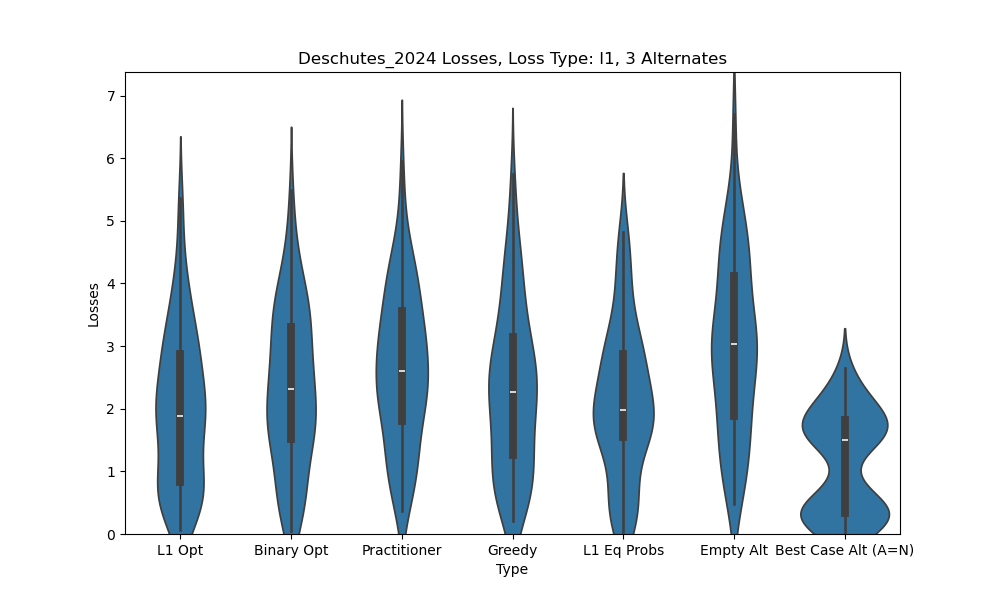 Deschutes_2024 Losses, Loss Type: l1, 3 Alternates
7
6
5
4
3
2
1
0
Losses
L1 Opt
Binary Opt
Practitioner
Greedy
L1 Eq Probs
Empty Alt
Best Case Alt (A=N)
Type